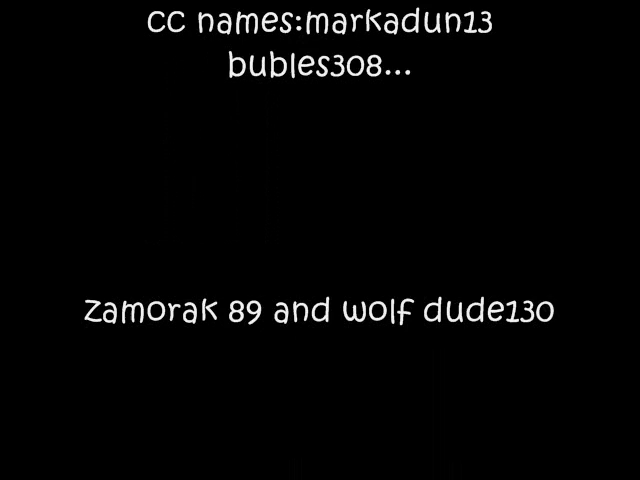 cc names:markadun13
bubles308...
zamorak 89 and wolf dude130